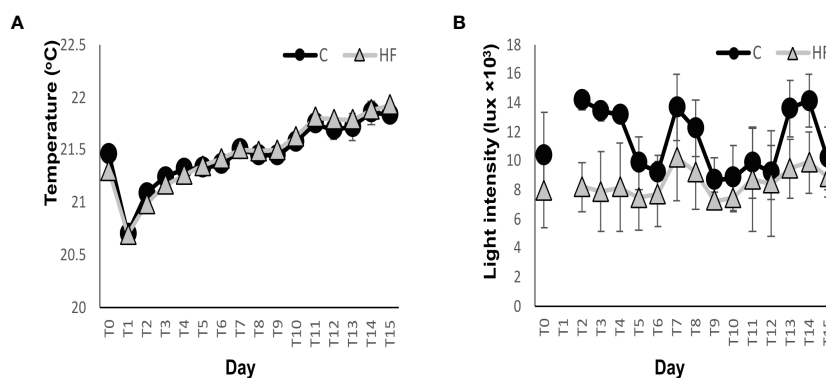 A
B
Temperature (°C)
22.5
22
21.5
21
20.5
20
C
HF
T0
T1
T2
T3
T4
T5
T6
T7
T8
T9
T10
T11
T12
T13
T14
T15
Day
Light intensity (lux ×10³)
18
16
14
12
10
8
6
4
2
0
C
HF
T0
T1
T2
T3
T4
T5
T6
T7
T8
T9
T10
T11
T12
T13
T14
T15
Day